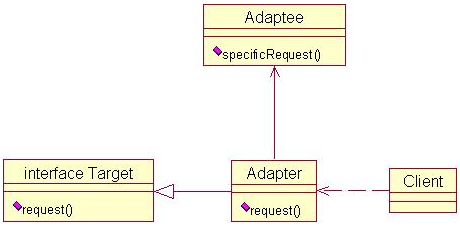 Adaptee
specificRequest()
interface Target
request()
Adapter
request()
Client